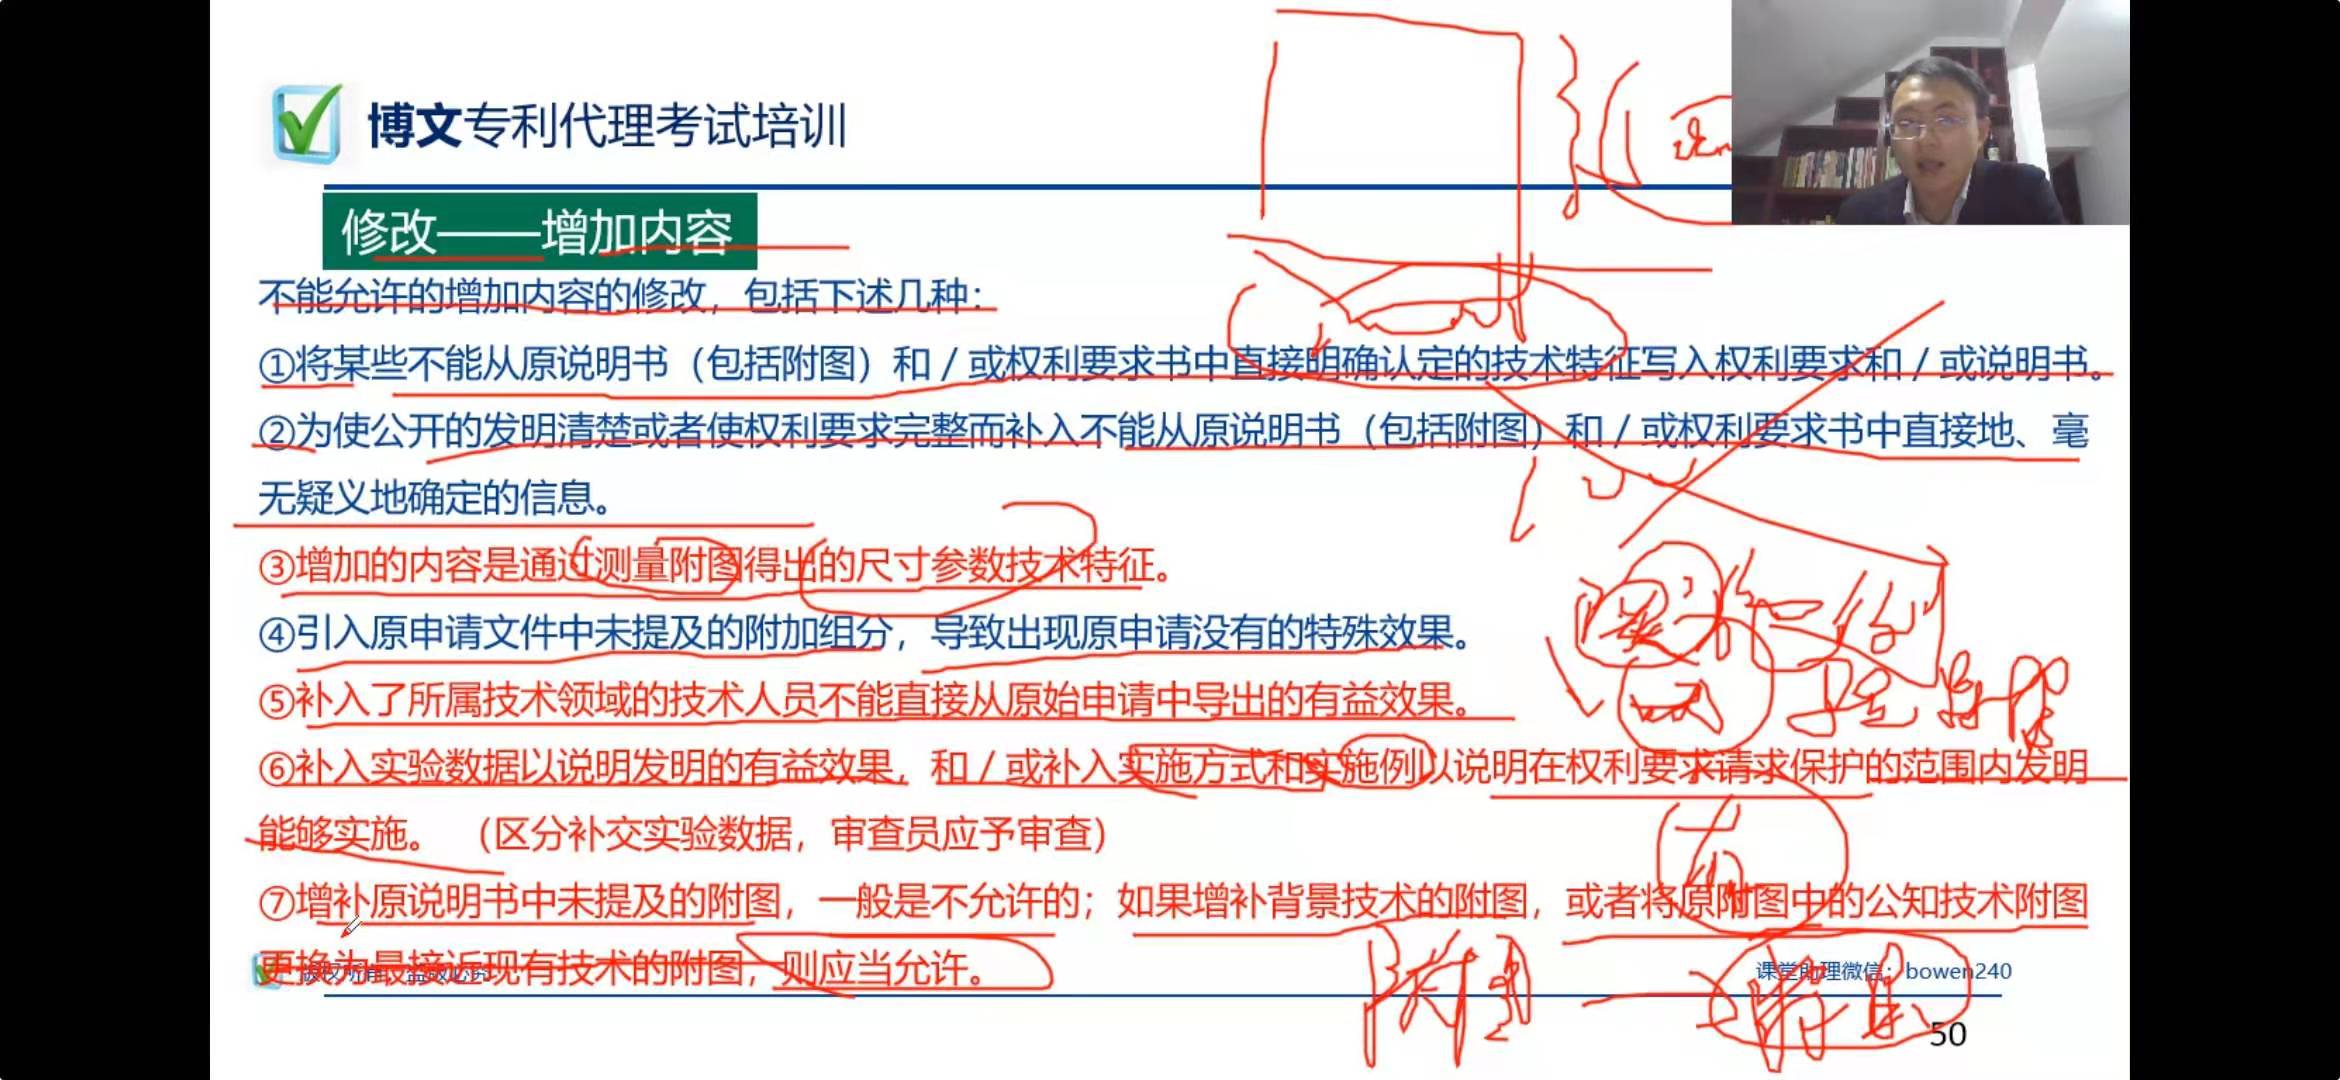 博文专利代理考试培训
修改——增加内容
不能允许的增加内容的修改，包括下述几种：
①将某些不能从原说明书（包括附图）和／或权利要求书中直接明确认定的技术特征写入权利要求和／或说明书。
②为使公开的发明清楚或者使权利要求完整而补入不能从原说明书（包括附图）和／或权利要求书中直接地、毫
无疑义地确定的信息。
③增加的内容是通过测量附图得出的尺寸参数技术特征。
④引入原申请文件中未提及的附加组分，导致出现原申请没有的特殊效果。
⑤补入了所属技术领域的技术人员不能直接从原始申请中导出的有益效果。
⑥补入实验数据以说明发明的有益效果，和／或补入实施方式和实施例以说明在权利要求请求保护的范围内发明
能够实施。（区分补交实验数据，审查员应予审查）
⑦增补原说明书中未提及的附图，一般是不允许的；如果增补背景技术的附图，或者将原附图中的公知技术附图
更换为最接近现有技术的附图，则应当允许。
版权所有，盗版必究
课堂助理微信：bowen240
50